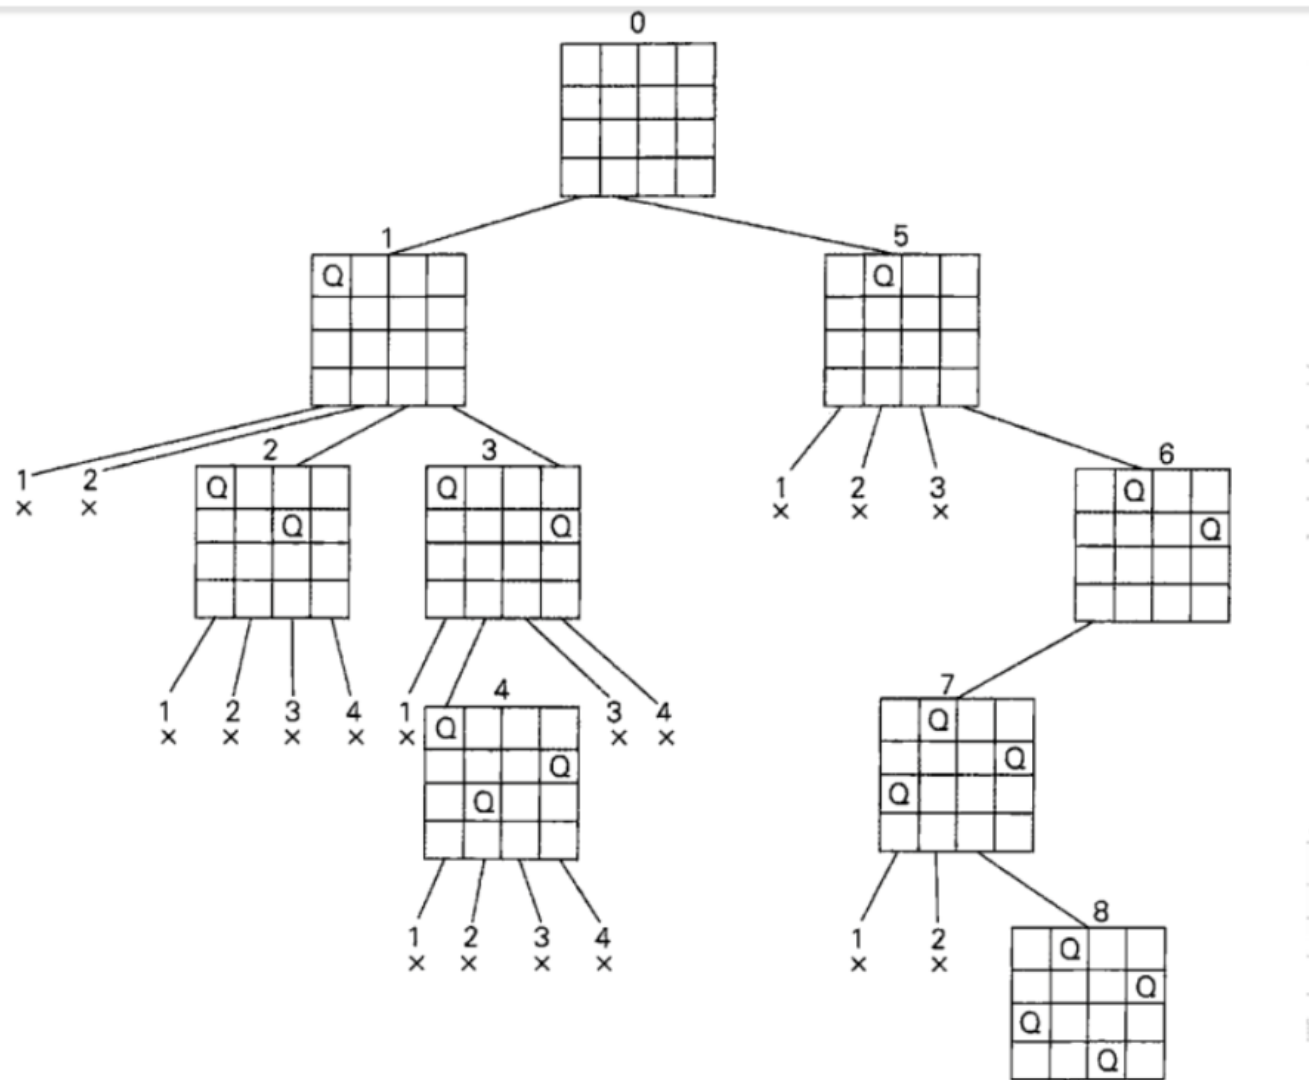 0
1 5
Q Q
1 2 2 3 1 2 3 6
× × Q Q × × × Q
Q Q Q
1 2 3 4 1 4 3 4 7
× × × × × Q × × Q
Q Q
Q Q
1 2 3 4 1 2 8
× × × × × × Q
Q
Q
Q